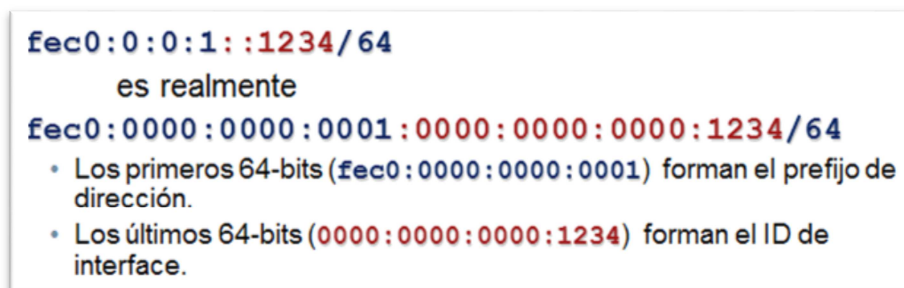 fec0:0:0:1::1234/64
es realmente
fec0:0000:0000:0001:0000:0000:0000:1234/64
• Los primeros 64-bits (fec0:0000:0000:0001) forman el prefijo de
dirección.
• Los últimos 64-bits (0000:0000:0000:1234) forman el ID de
interface.